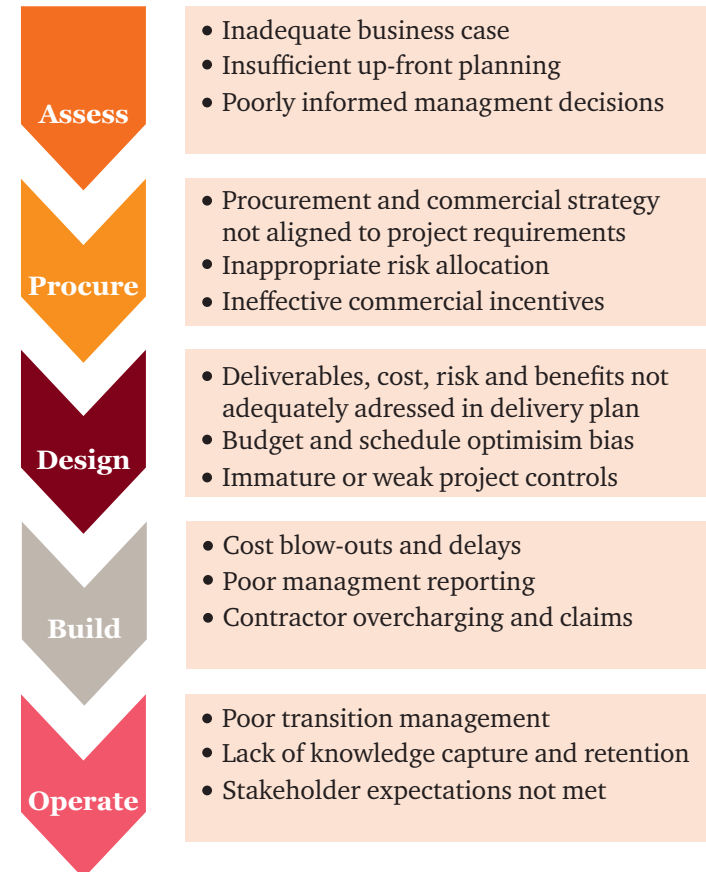 Assess
• Inadequate business case
• Insufficient up-front planning
• Poorly informed managment decisions
Procure
• Procurement and commercial strategy
not aligned to project requirements
• Inappropriate risk allocation
• Ineffective commercial incentives
Design
• Deliverables, cost, risk and benefits not
adequately adressed in delivery plan
• Budget and schedule optimisim bias
• Immature or weak project controls
Build
• Cost blow-outs and delays
• Poor managment reporting
• Contractor overcharging and claims
Operate
• Poor transition management
• Lack of knowledge capture and retention
• Stakeholder expectations not met